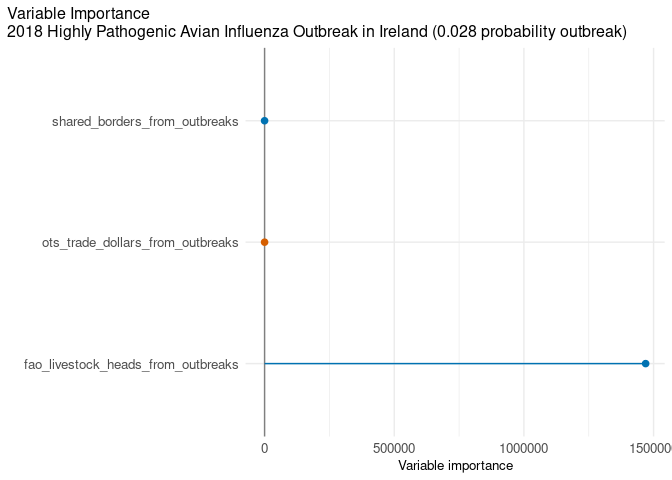 Variable Importance
2018 Highly Pathogenic Avian Influenza Outbreak in Ireland (0.028 probability outbreak)
shared_borders_from_outbreaks
ots_trade_dollars_from_outbreaks
fao_livestock_heads_from_outbreaks
0 500000 1000000 150000
Variable importance